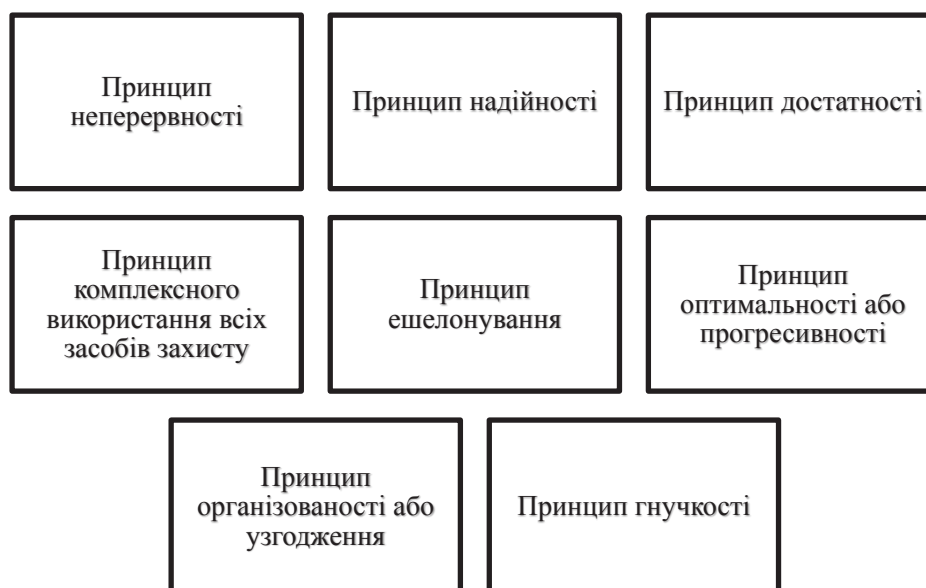 Принцип
неперервності
Принцип надійності
Принцип достатності
Принцип
комплексного
використання всіх
засобів захисту
Принцип
ешелонування
Принцип
оптимальності або
прогресивності
Принцип
організованості або
узгодження
Принцип гнучкості